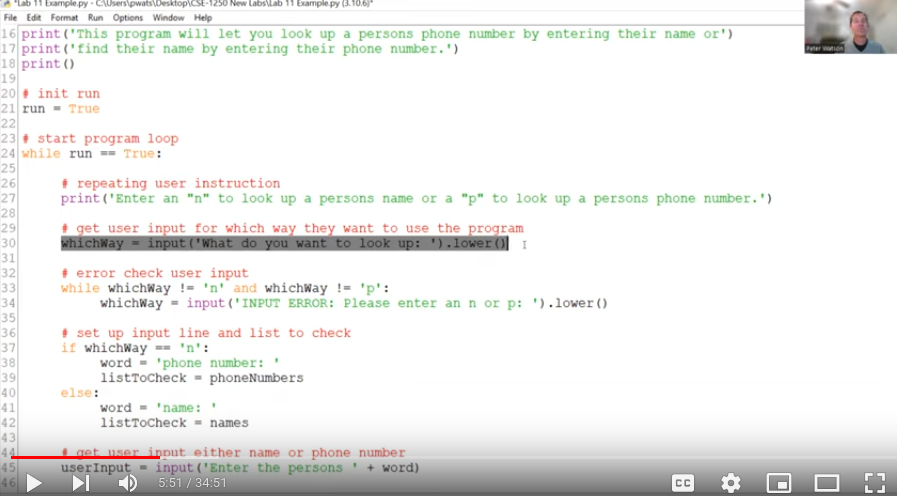 *Lab 11 Example.py - C:\Users\pwats\Desktop\CSE-1250 New Labs\Lab 11 Example.py (3.10.6)*
File Edit Format Run Options Window Help
16 print('This program will let you look up a persons phone number by entering their name or')
17 print('find their name by entering their phone number.')
18 print()
19
20 # init run
21 run = True
22
23 # start program loop
24 while run == True:
25
26 # repeating user instruction
27 print('Enter an "n" to look up a persons name or a "p" to look up a persons phone number.')
28
29 # get user input for which way they want to use the program
30 whichWay = input('What do you want to look up: ').lower()
31
32 # error check user input
33 while whichWay != 'n' and whichWay != 'p':
34 whichWay = input('INPUT ERROR: Please enter an n or p: ').lower()
35
36 # set up input line and list to check
37 if whichWay == 'n':
38 word = 'phone number: '
39 listToCheck = phoneNumbers
40 else:
41 word = 'name: '
42 listToCheck = names
43
44 # get user input either name or phone number
45 userInput = input('Enter the persons ' + word)
46
Peter Watson
5:51 / 34:51
CC